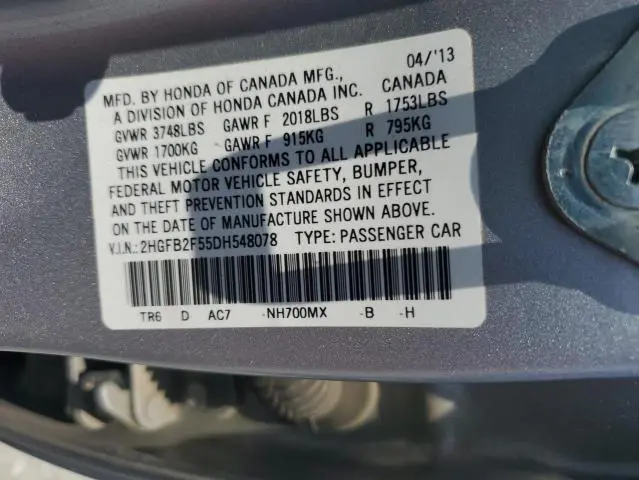 MFD. BY HONDA OF CANADA MFG., 04/'13
A DIVISION OF HONDA CANADA INC. CANADA
GVWR 3748LBS GAWR F 2018LBS R 1753LBS
GVWR 1700KG GAWR F 915KG R 795KG
THIS VEHICLE CONFORMS TO ALL APPLICABLE
FEDERAL MOTOR VEHICLE SAFETY, BUMPER,
AND THEFT PREVENTION STANDARDS IN EFFECT
ON THE DATE OF MANUFACTURE SHOWN ABOVE.
V.I.N.: 2HGFB2F55DH548078 TYPE: PASSENGER CAR
TR6 D AC7 -NH700MX -B -H